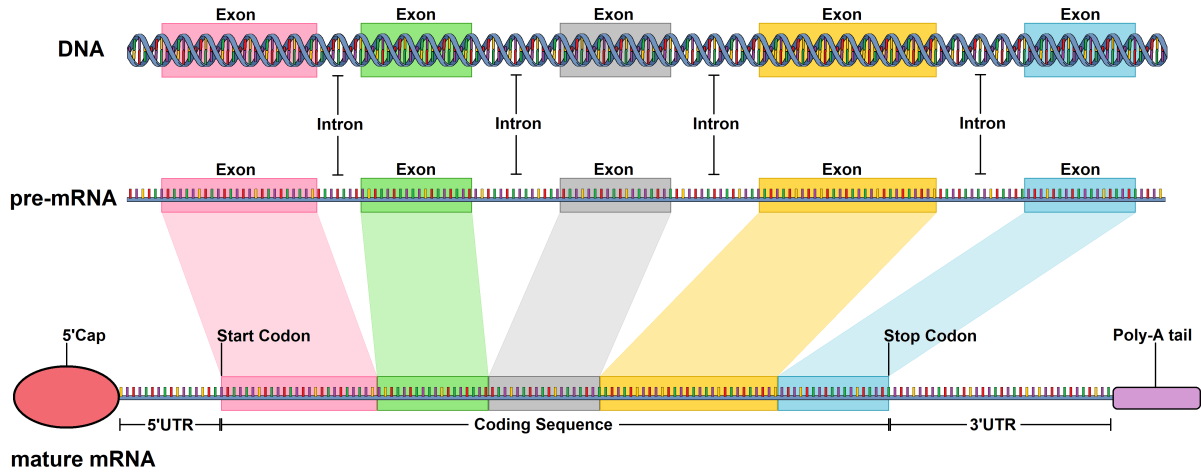 Exon Exon Exon Exon Exon
DNA
Intron Intron Intron Intron
Exon Exon Exon Exon Exon
pre-mRNA
5'Cap Start Codon Stop Codon Poly-A tail
5'UTR Coding Sequence 3'UTR
mature mRNA